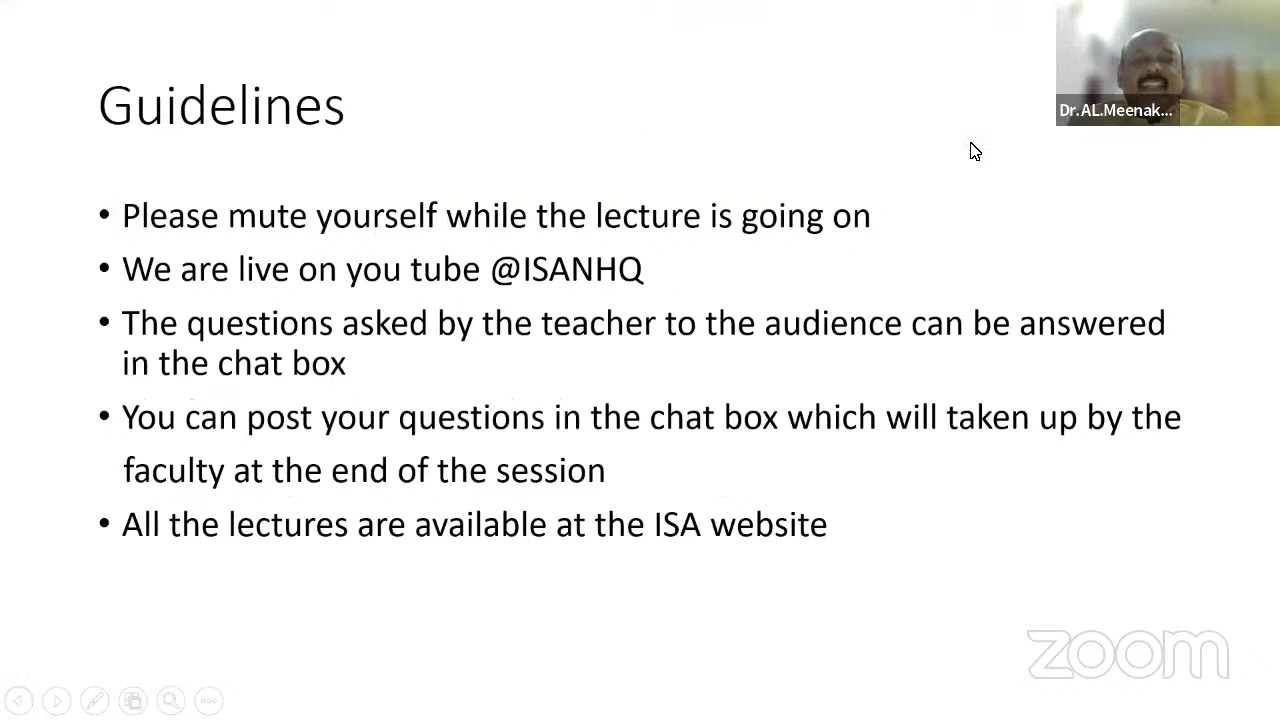 Guidelines
Dr.AL.Meenak...
• Please mute yourself while the lecture is going on
• We are live on you tube @ISANHQ
• The questions asked by the teacher to the audience can be answered
in the chat box
• You can post your questions in the chat box which will taken up by the
faculty at the end of the session
• All the lectures are available at the ISA website
zoom